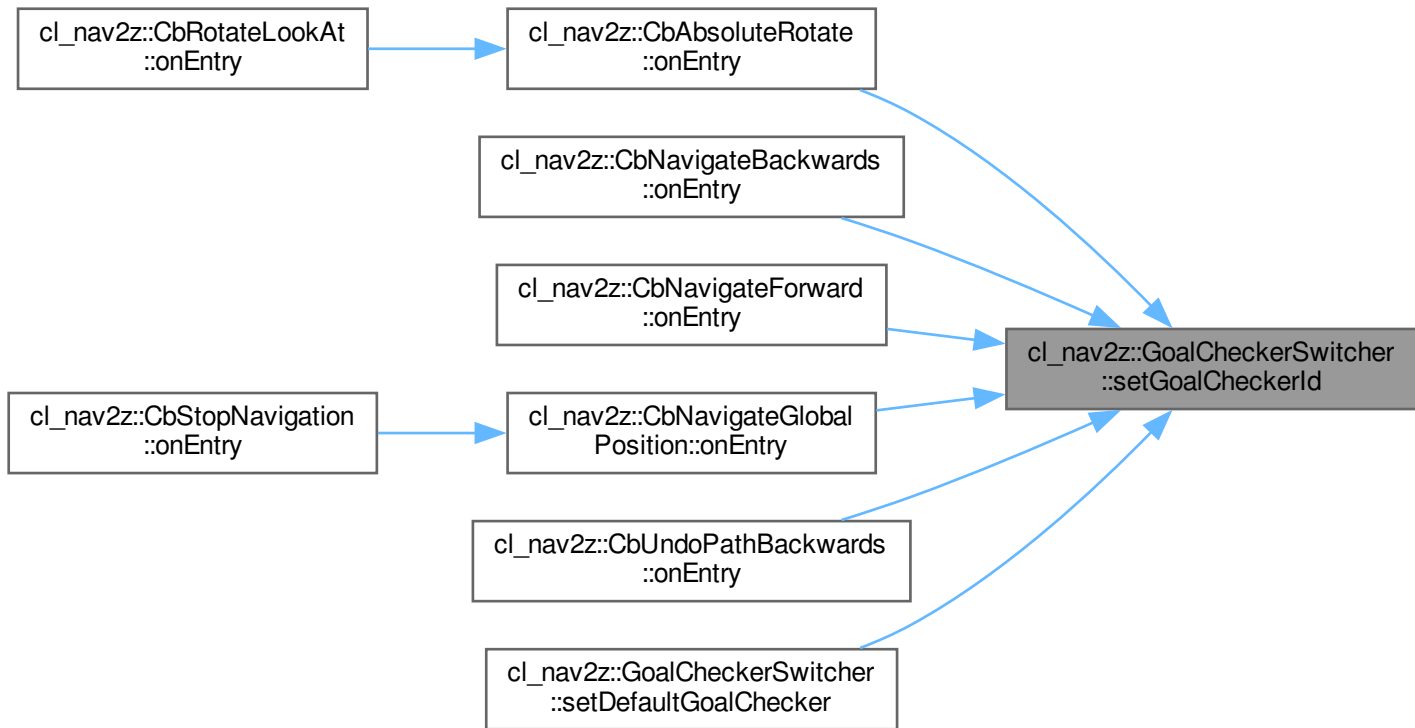 cl_nav2z::CbRotateLookAt
::onEntry
cl_nav2z::CbAbsoluteRotate
::onEntry
cl_nav2z::CbNavigateBackwards
::onEntry
cl_nav2z::CbNavigateForward
::onEntry
cl_nav2z::GoalCheckerSwitcher
::setGoalCheckerId
cl_nav2z::CbStopNavigation
::onEntry
cl_nav2z::CbNavigateGlobal
Position::onEntry
cl_nav2z::CbUndoPathBackwards
::onEntry
cl_nav2z::GoalCheckerSwitcher
::setDefaultGoalChecker